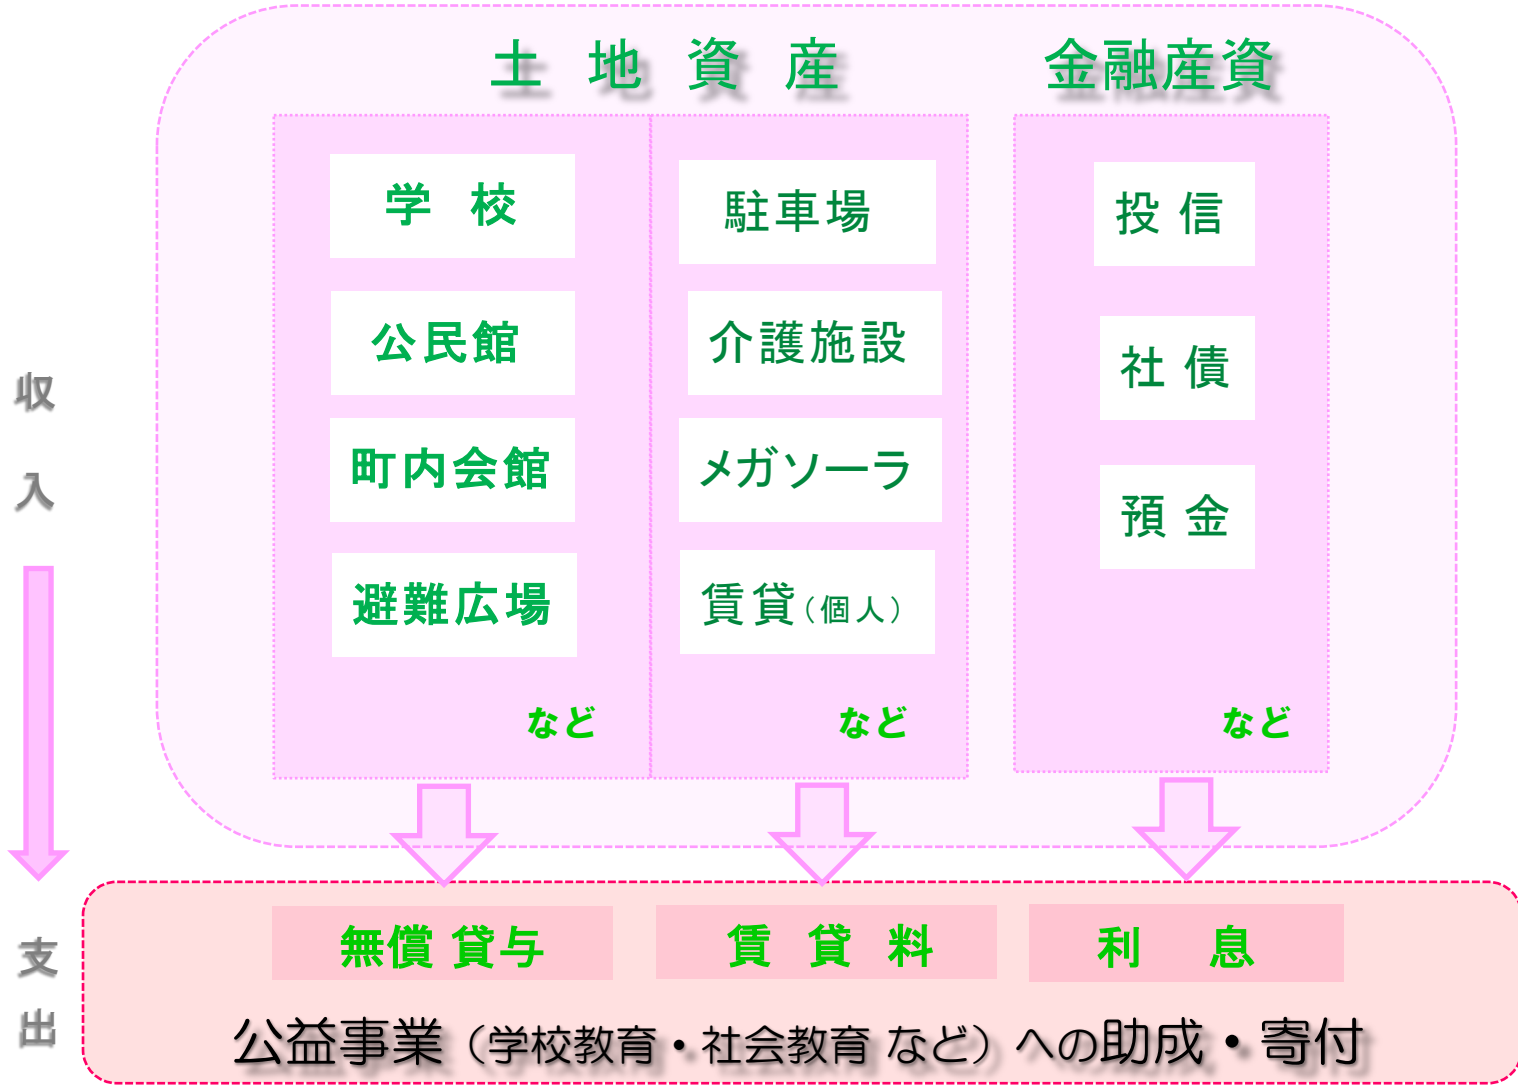 土地資産
金融産資
学校
公民館
町内会館
避難広場
など
駐車場
介護施設
メガソーラ
賃貸(個人)
など
投信
社債
預金
など
収入
支出
無償 貸与
賃貸料
利息
公益事業(学校教育・社会教育 など)への助成・寄付